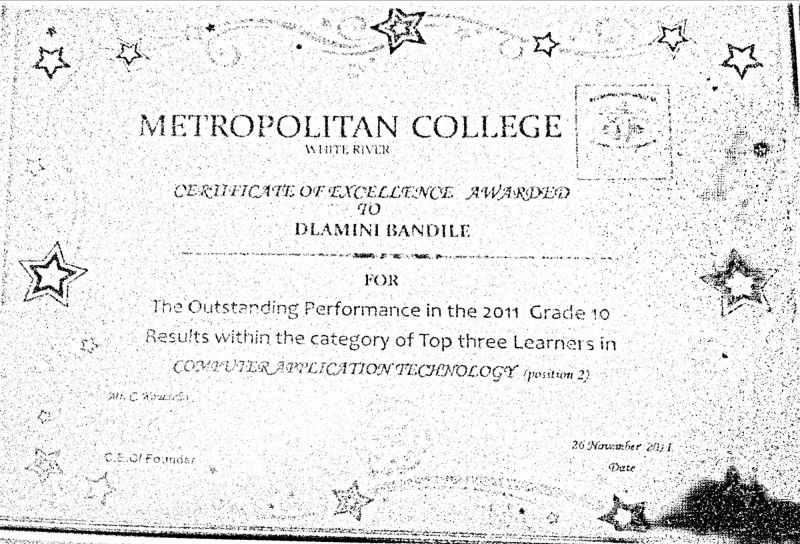 METROPOLITAN COLLEGE
WHITE RIVER
CERTIFICATE OF EXCELLENCE AWARDED
TO
DLAMINI BANDILE
FOR
The Outstanding Performance in the 2011 Grade 10
Results within the category of Top three Learners in
COMPUTER APPLICATION TECHNOLOGY (position 2)
Mr. C.
C.E.O/ Founder
26 November 2011
Date